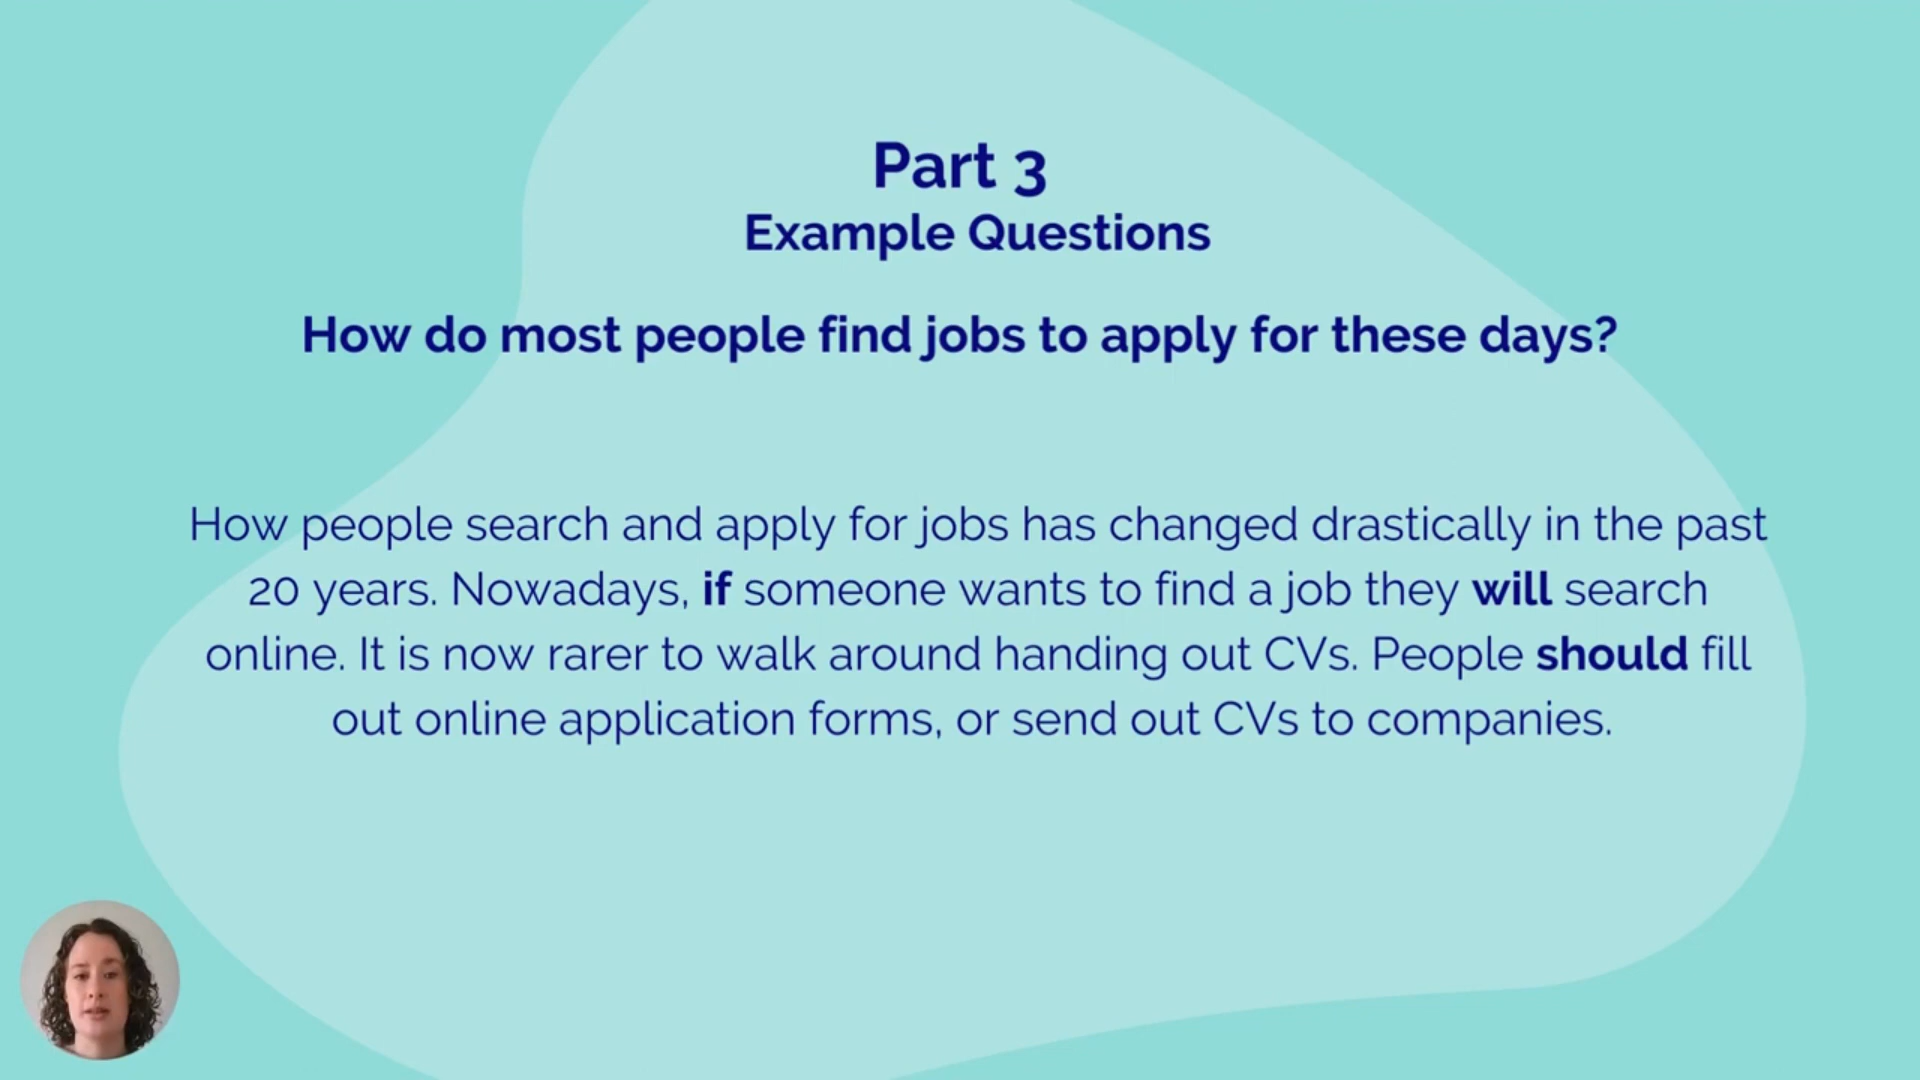 Part 3
Example Questions
How do most people find jobs to apply for these days?
How people search and apply for jobs has changed drastically in the past
20 years. Nowadays, if someone wants to find a job they will search
online. It is now rarer to walk around handing out CVs. People should fill
out online application forms, or send out CVs to companies.